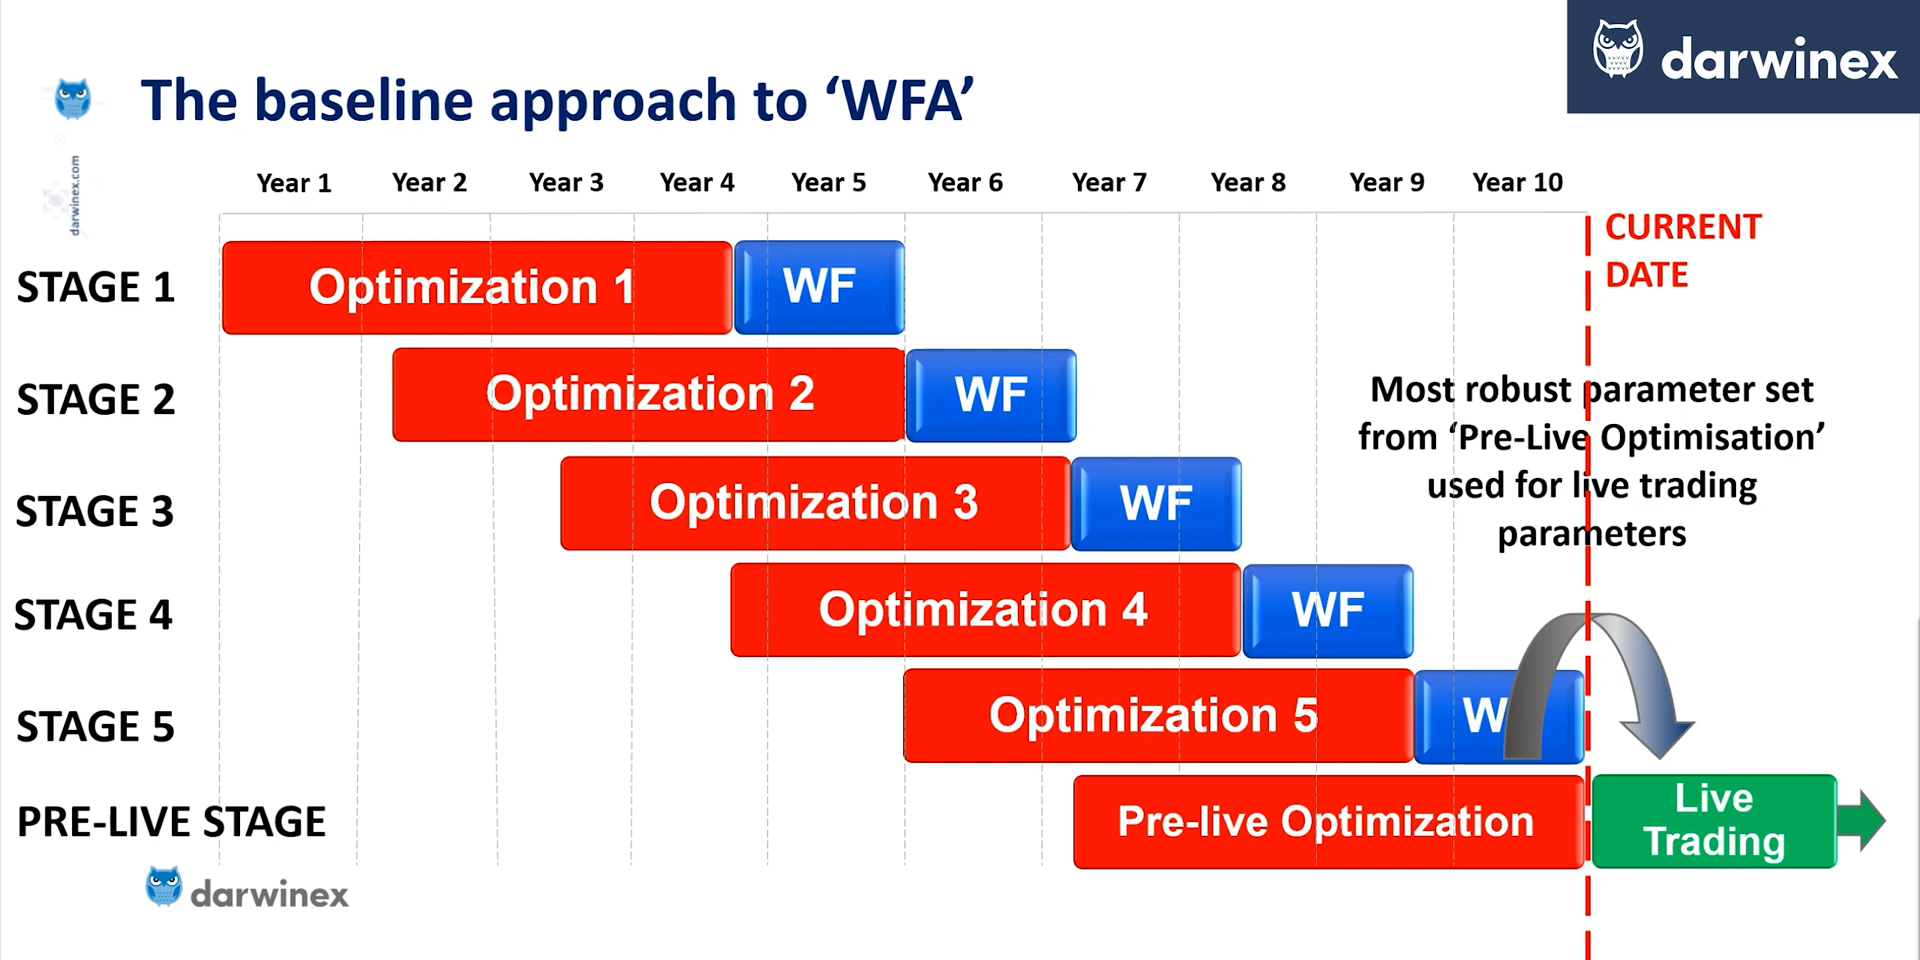 darwinex
The baseline approach to ‘WFA’
darwinex.com
Year 1 Year 2 Year 3 Year 4 Year 5 Year 6 Year 7 Year 8 Year 9 Year 10
CURRENT
DATE
STAGE 1 Optimization 1 WF
STAGE 2 Optimization 2 WF
Most robust parameter set
from ‘Pre-Live Optimisation’
used for live trading
parameters
STAGE 3 Optimization 3 WF
STAGE 4 Optimization 4 WF
STAGE 5 Optimization 5 W
PRE-LIVE STAGE Pre-live Optimization
Live
Trading
darwinex